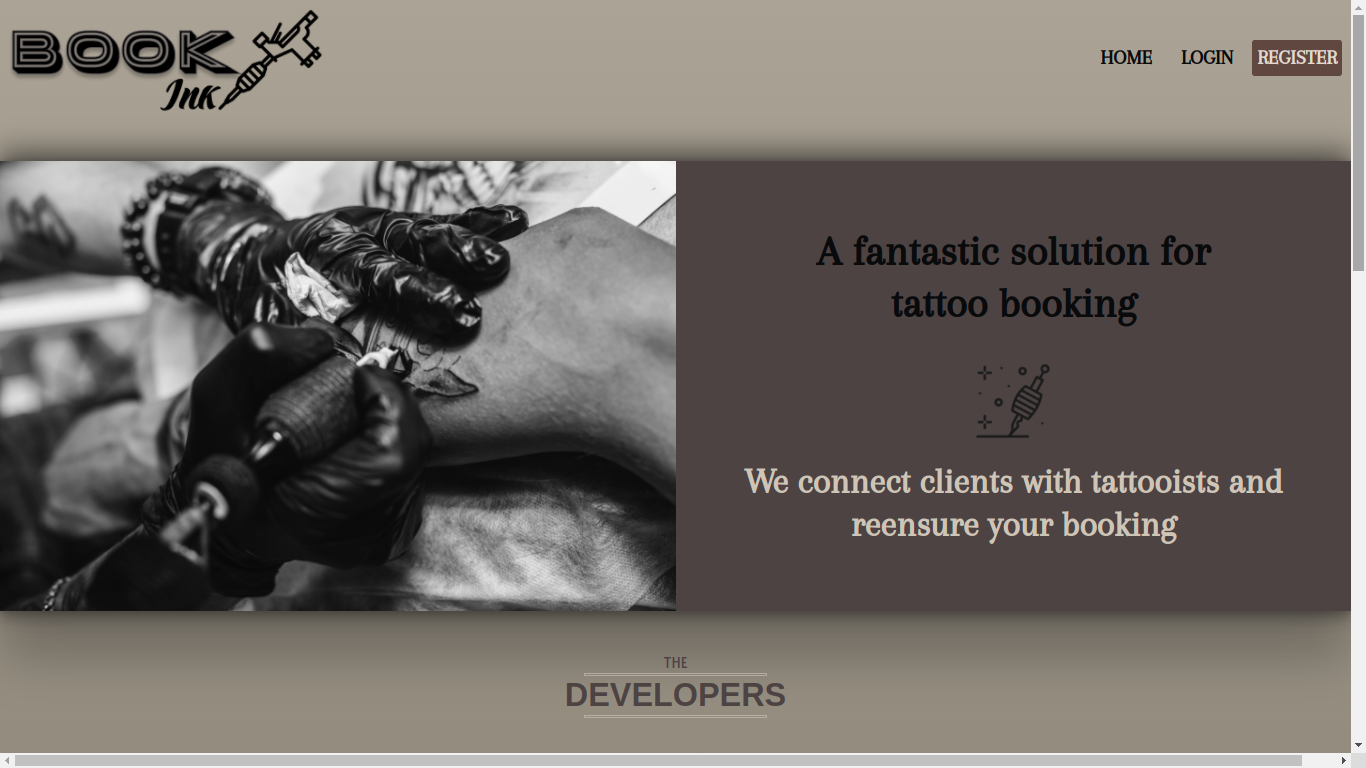 BOOK
Ink
HOME LOGIN REGISTER
A fantastic solution for
tattoo booking
We connect clients with tattooists and
reensure your booking
THE
DEVELOPERS